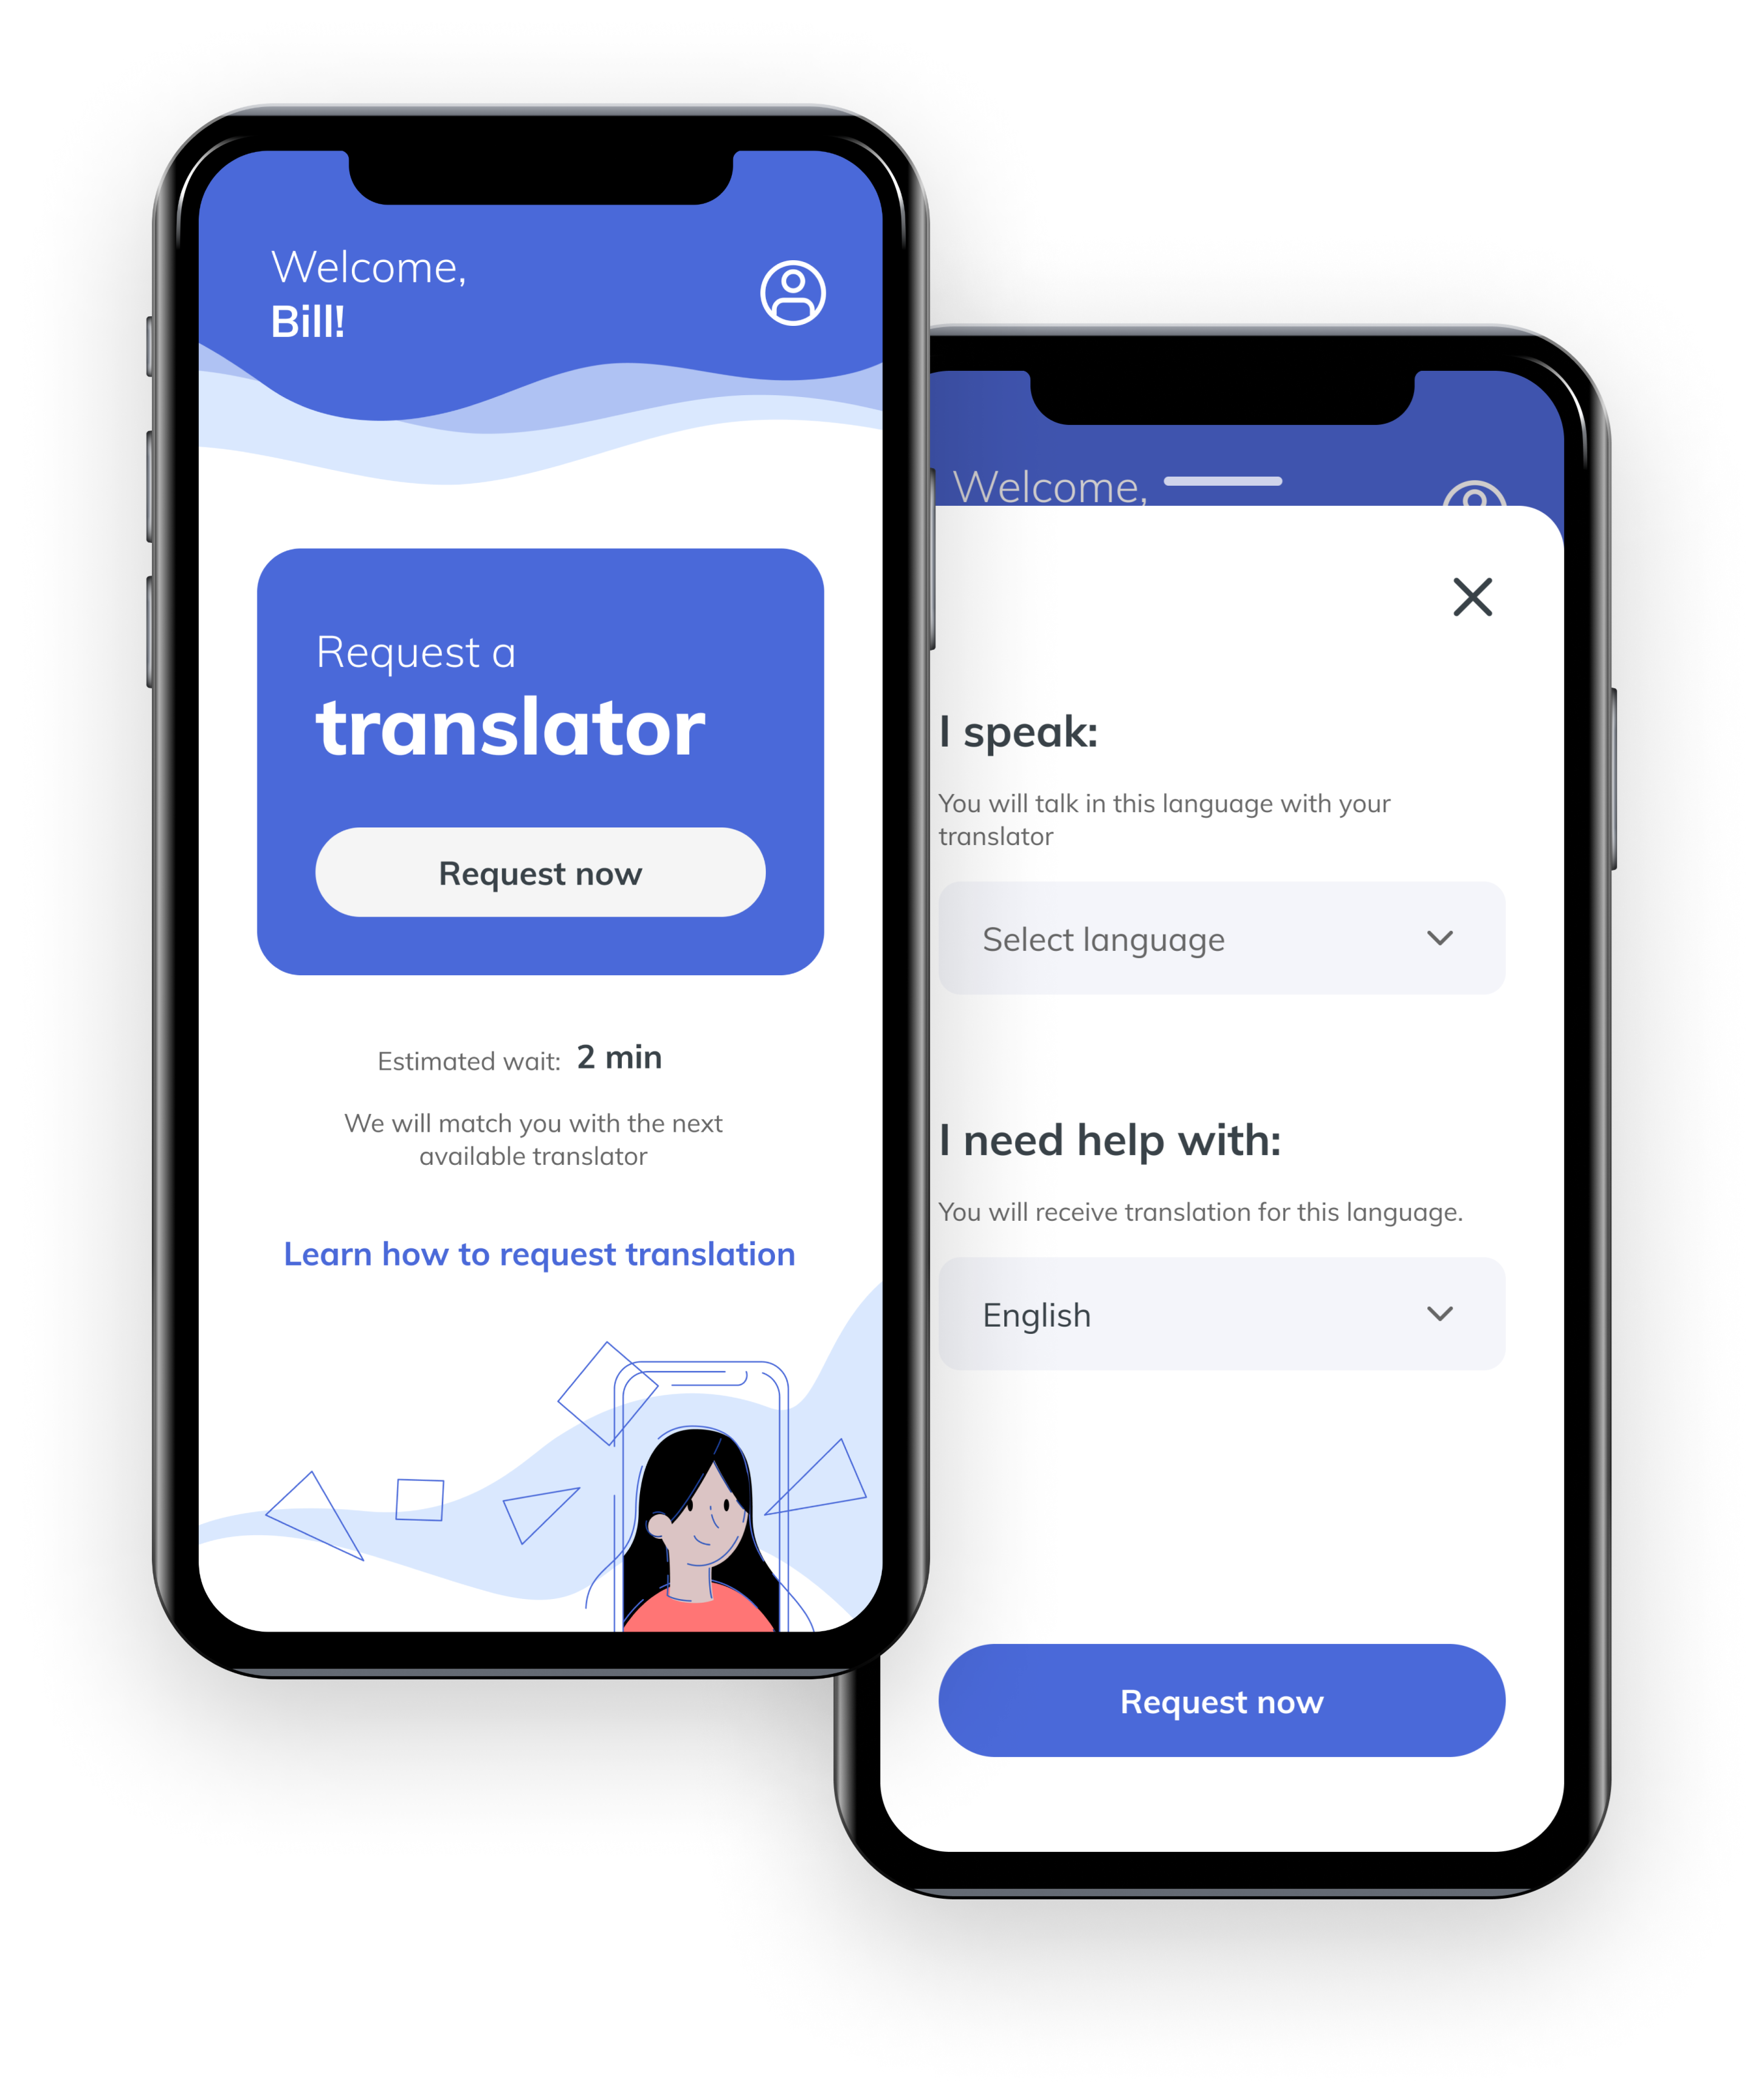 Welcome,
Bill!
Request a
translator
Request now
Estimated wait: 2 min
We will match you with the next
available translator
Learn how to request translation
Welcome,
I speak:
You will talk in this language with your
translator
Select language
I need help with:
You will receive translation for this language.
English
Request now